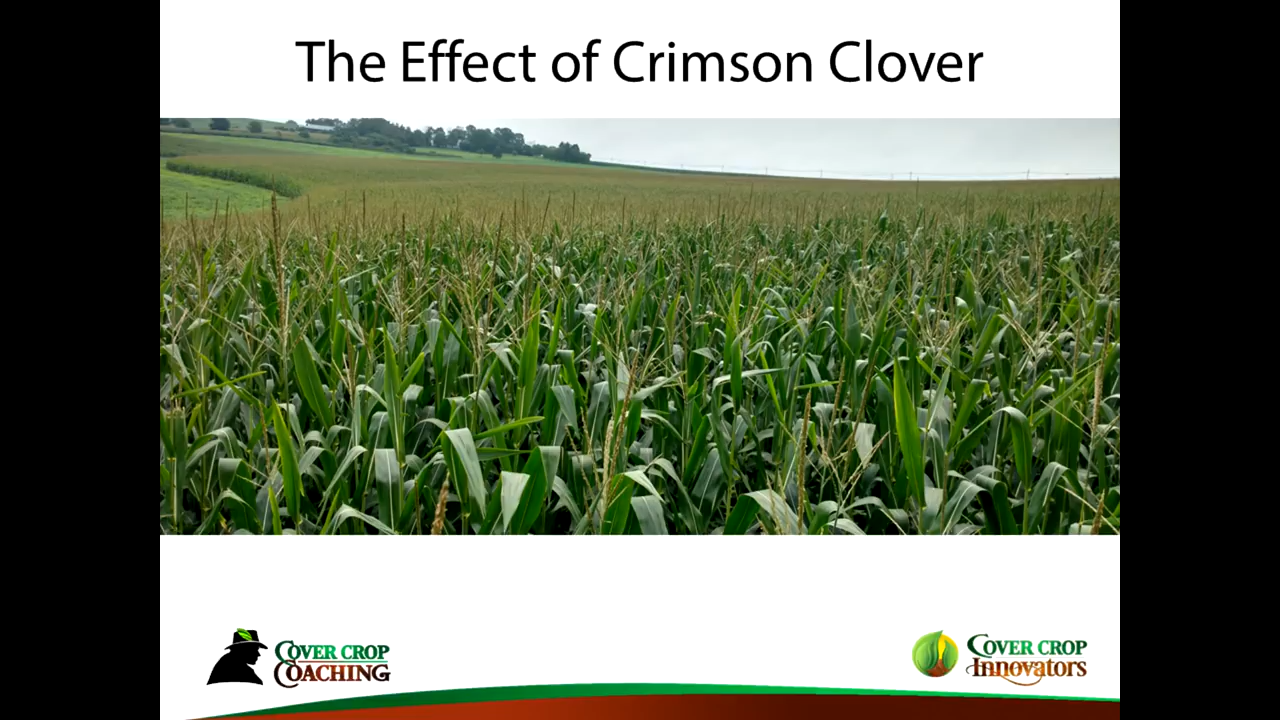 The Effect of Crimson Clover
COVER CROP
COACHING
COVER CROP
INNOVATORS